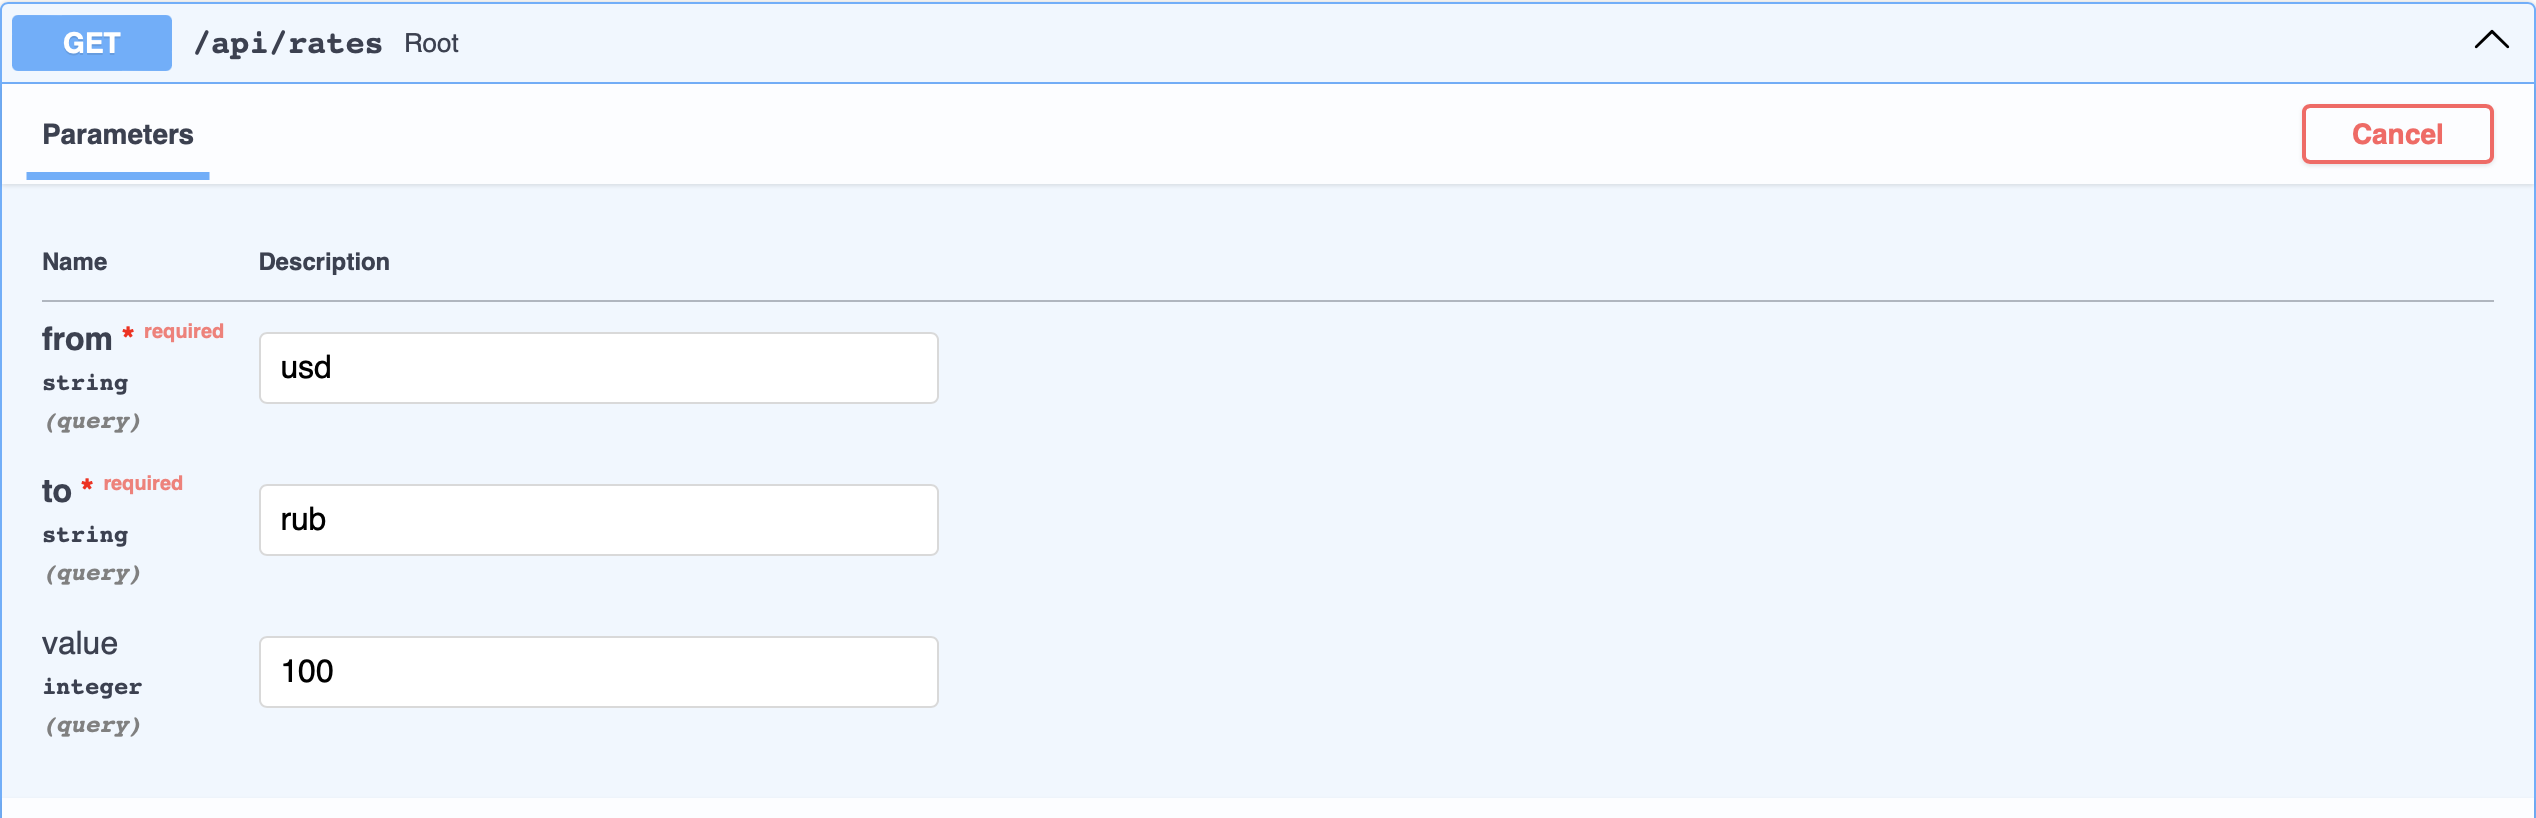 GET /api/rates Root
Parameters
Cancel
Name Description
from * required
string
(query)
usd
to * required
string
(query)
rub
value
integer
(query)
100